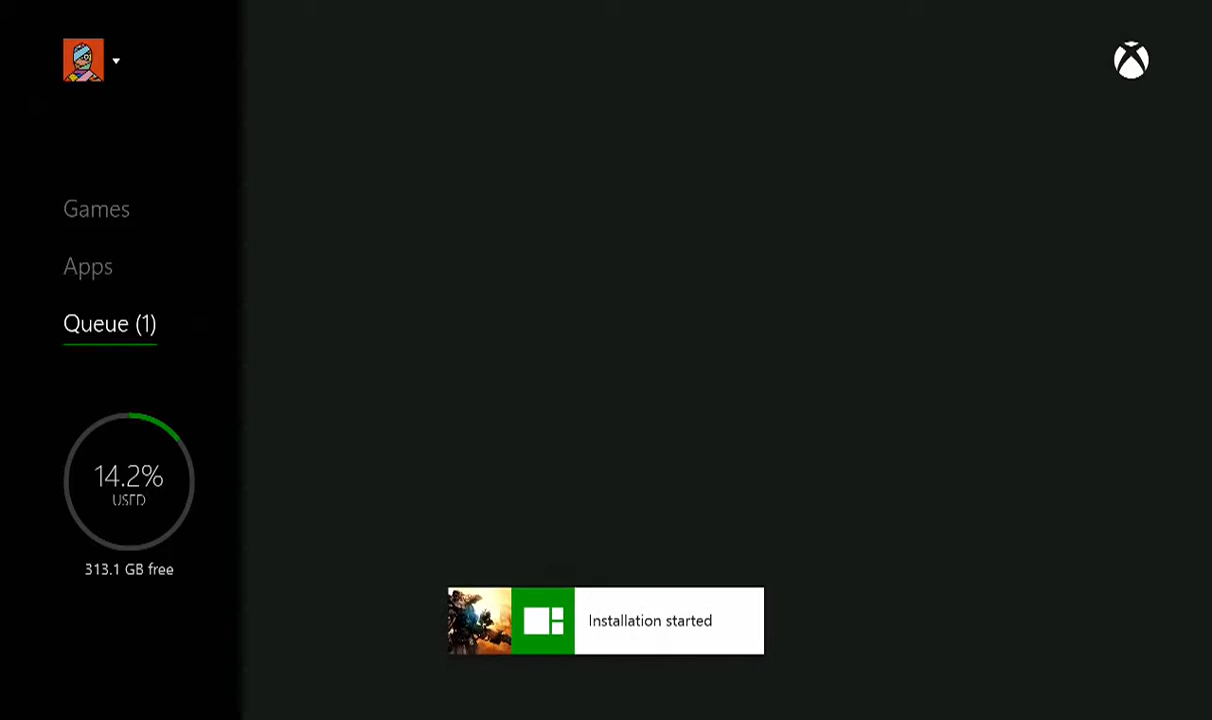 Games
Apps
Queue (1)
14.2%
USED
313.1 GB free
Installation started